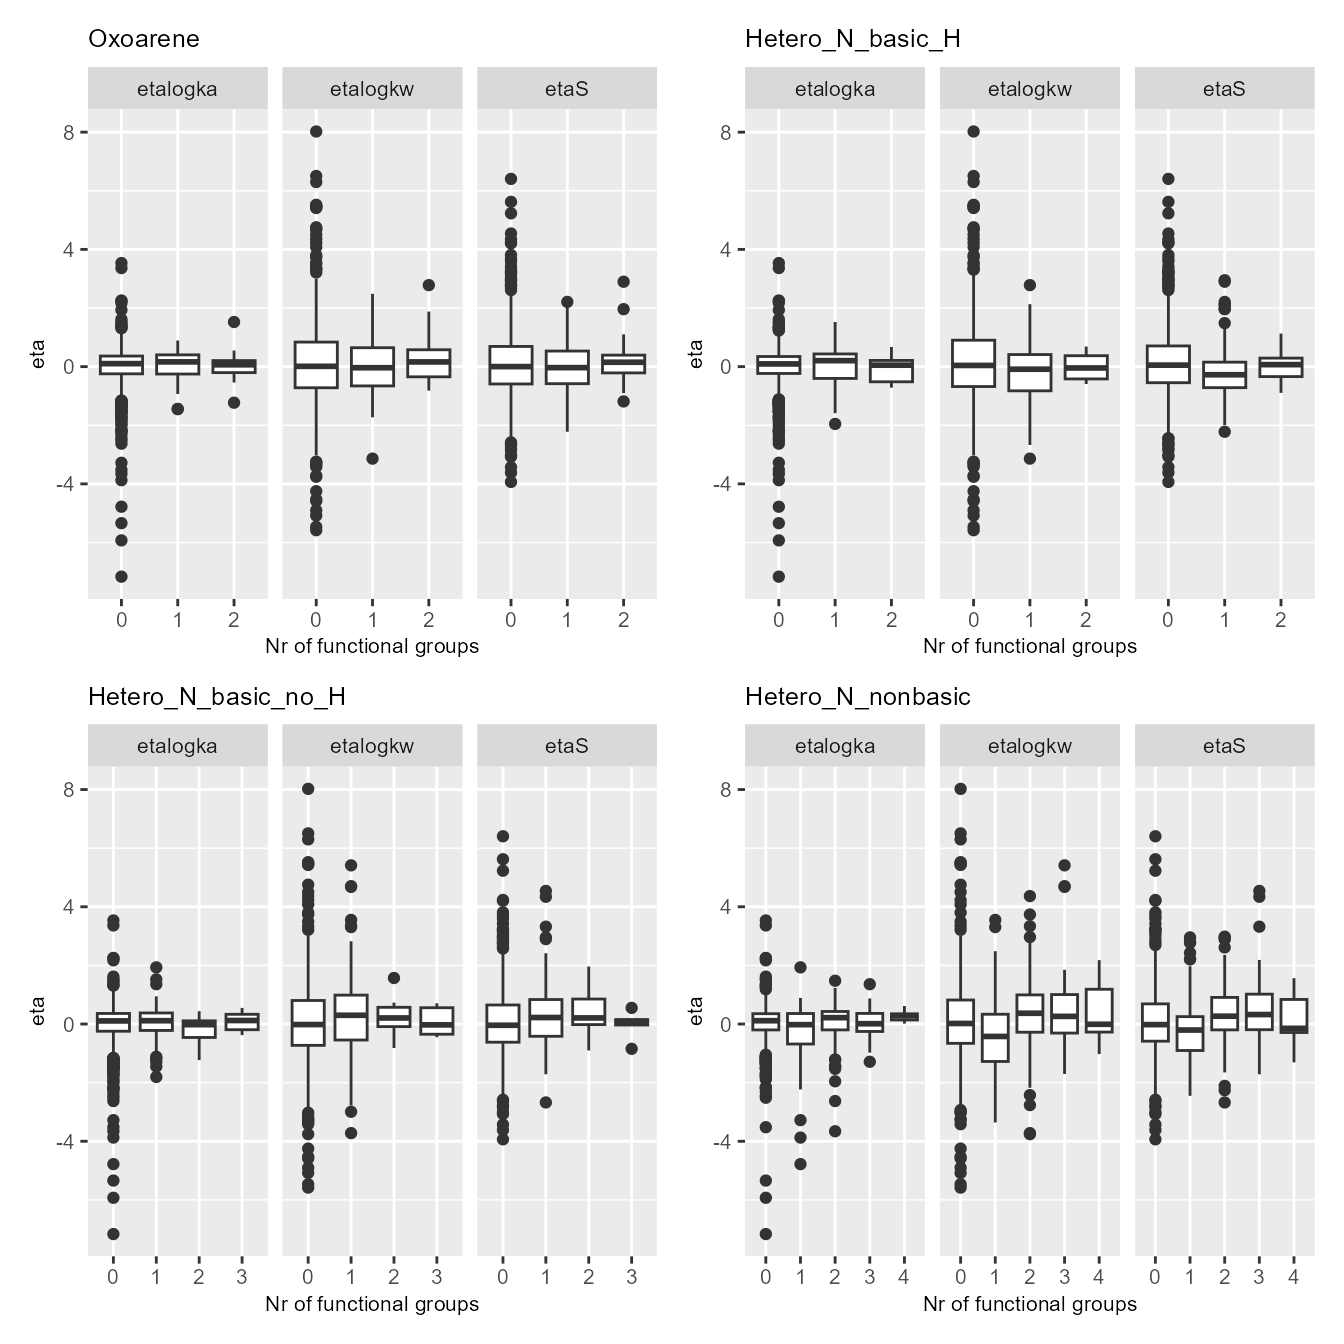 Oxoarene
etalogka etalogkw etaS
8
4
0
-4
eta
0 1 2 0 1 2 0 1 2
Nr of functional groups
Hetero_N_basic_H
etalogka etalogkw etaS
8
4
0
-4
eta
0 1 2 0 1 2 0 1 2
Nr of functional groups
Hetero_N_basic_no_H
etalogka etalogkw etaS
8
4
0
-4
eta
0 1 2 3 0 1 2 3 0 1 2 3
Nr of functional groups
Hetero_N_nonbasic
etalogka etalogkw etaS
8
4
0
-4
eta
0 1 2 3 4 0 1 2 3 4 0 1 2 3 4
Nr of functional groups